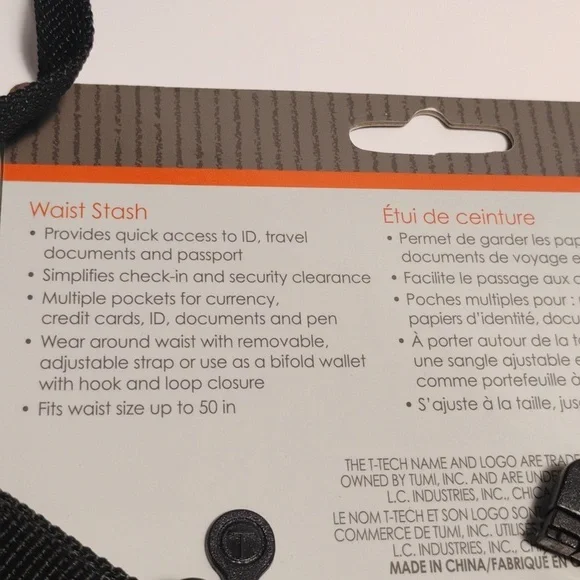 Waist Stash
• Provides quick access to ID, travel
documents and passport
• Simplifies check-in and security clearance
• Multiple pockets for currency,
credit cards, ID, documents and pen
• Wear around waist with removable,
adjustable strap or use as a bifold wallet
with hook and loop closure
• Fits waist size up to 50 in
Étui de ceinture
• Permet de garder les
documents de voyage
• Facilite le passage aux
• Poches multiples pour :
papiers d'identité,
• À porter autour de la
une sangle ajustable
comme portefeuille à
• S'ajuste à la taille,
THE T-TECH NAME AND LOGO ARE
OWNED BY TUMI, INC. AND ARE
L.C. INDUSTRIES, INC.,
LE NOM T-TECH ET SON LOGO SONT
COMMERCE DE TUMI, INC.
L.C. INDUSTRIES, INC.,
MADE IN CHINA/FABRIQUÉ EN
T